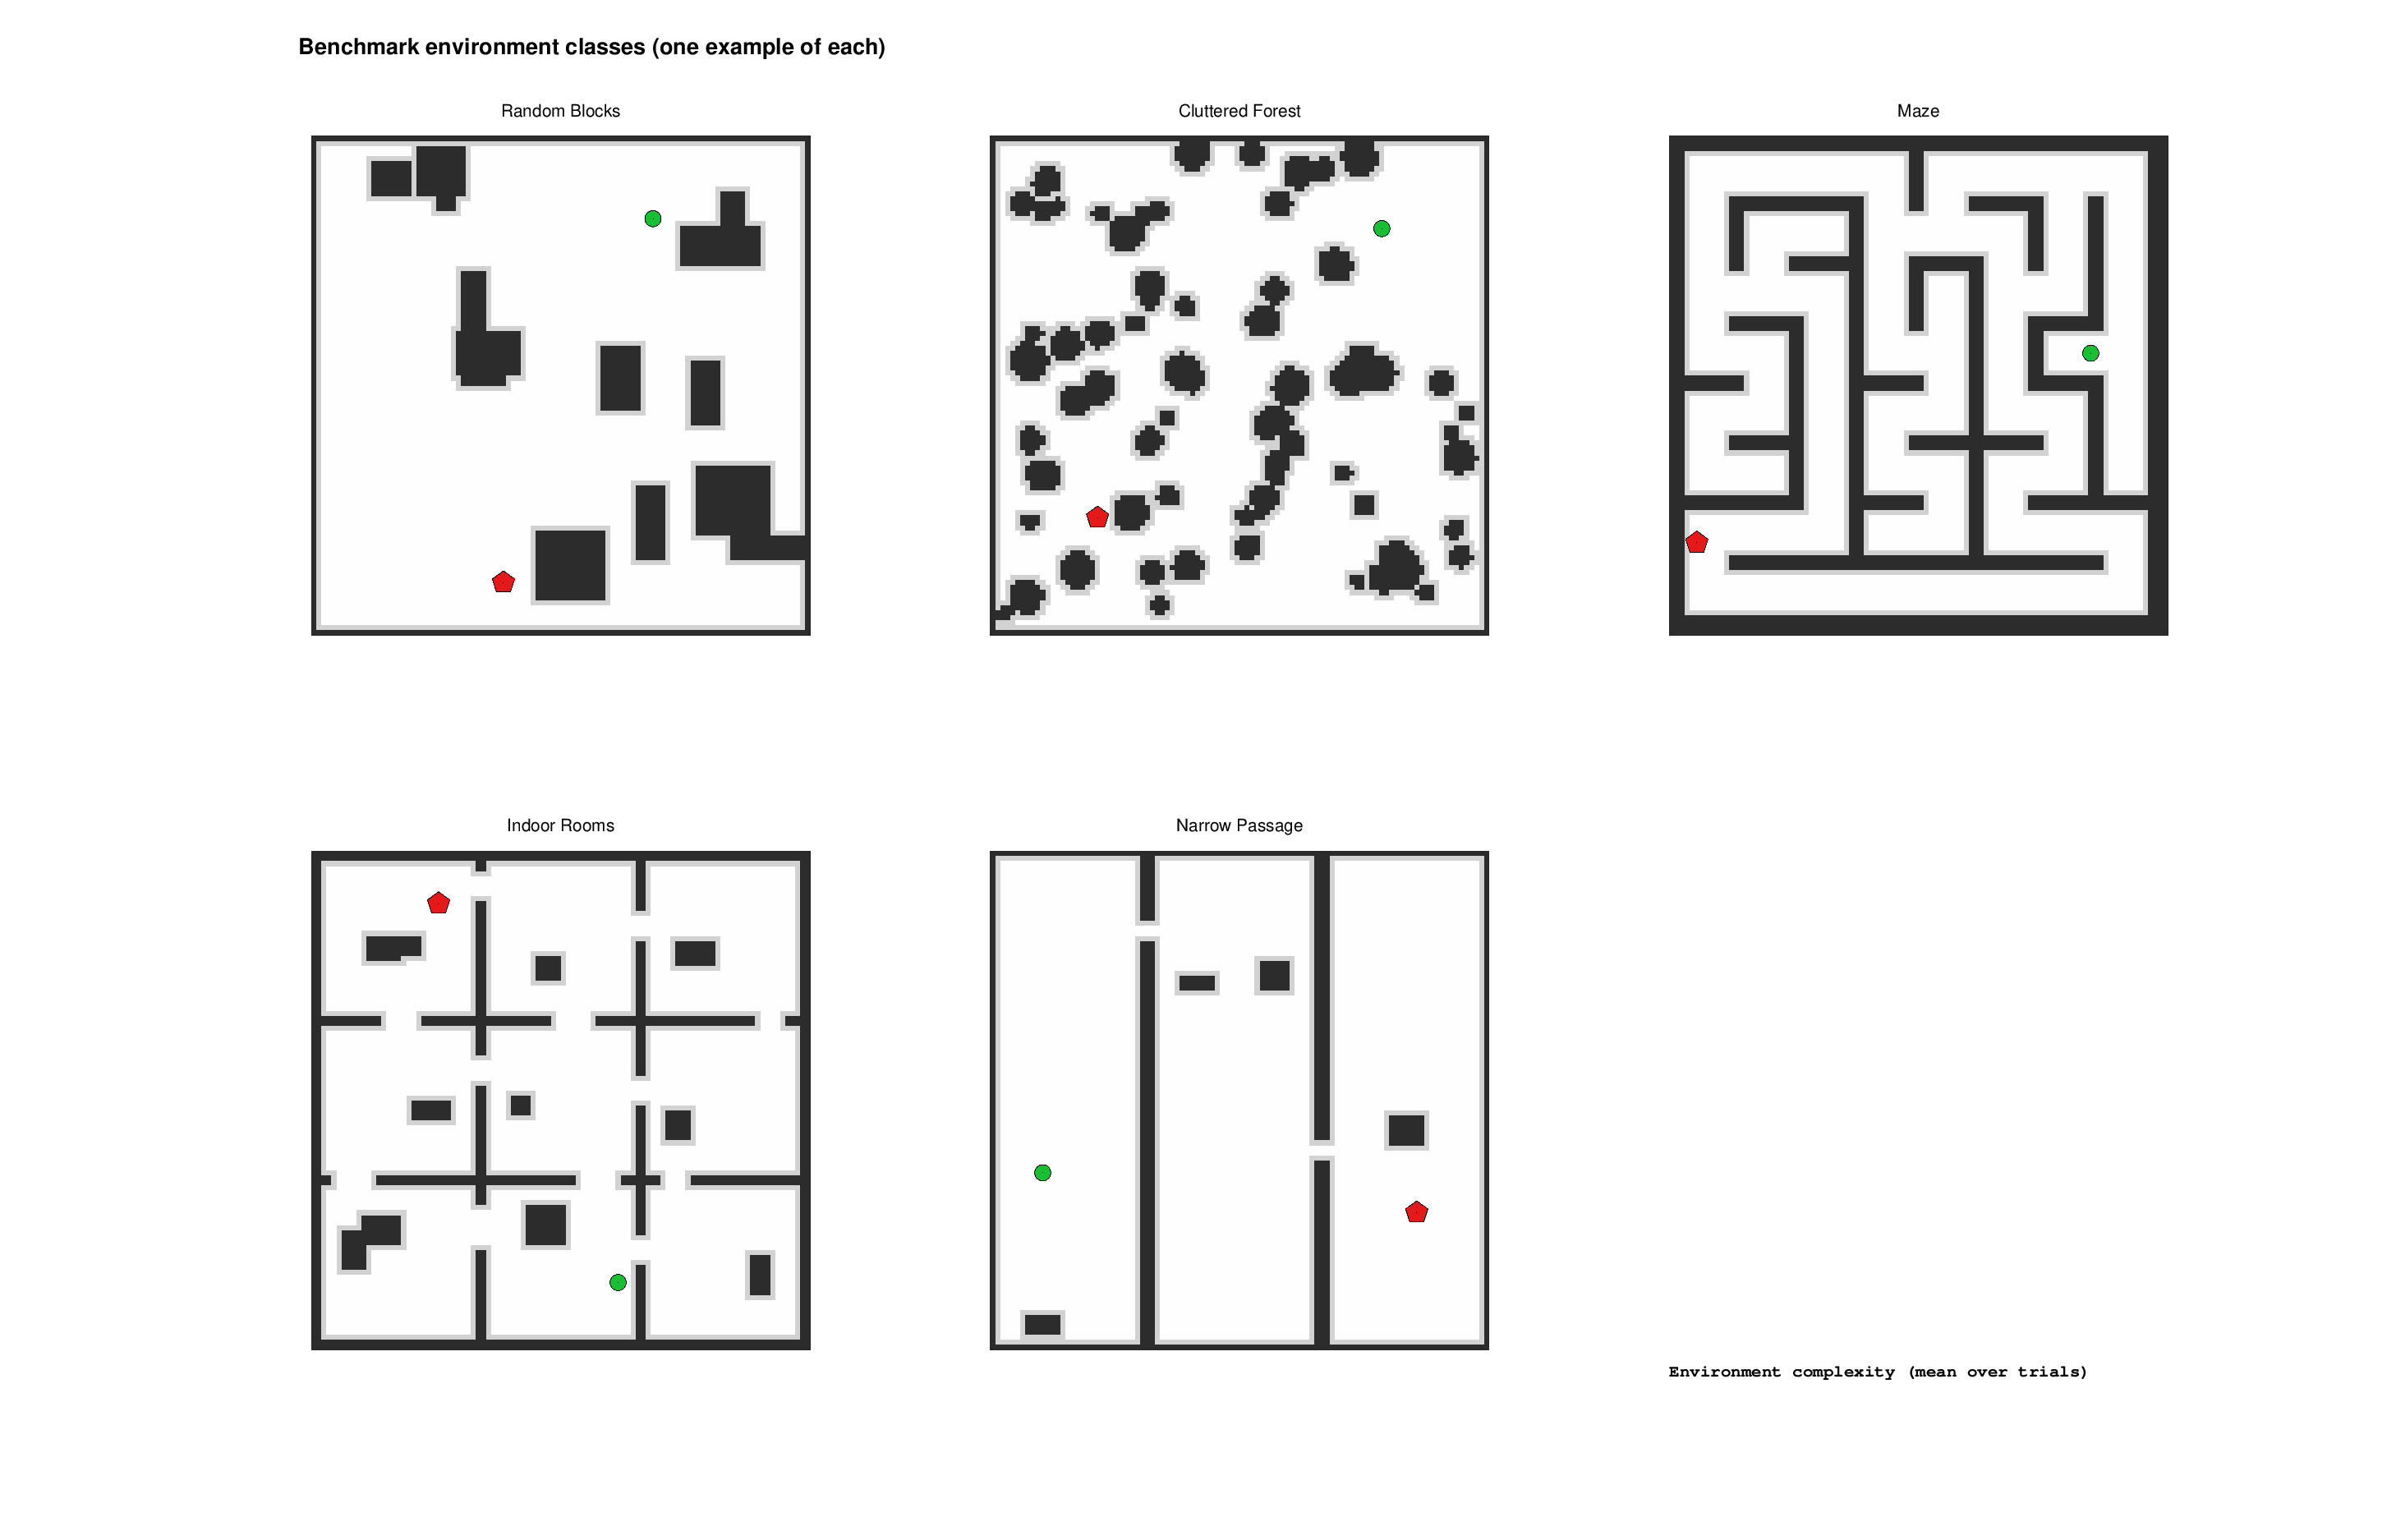 Benchmark environment classes (one example of each)
Random Blocks
Cluttered Forest
Maze
Indoor Rooms
Narrow Passage
Environment complexity (mean over trials)